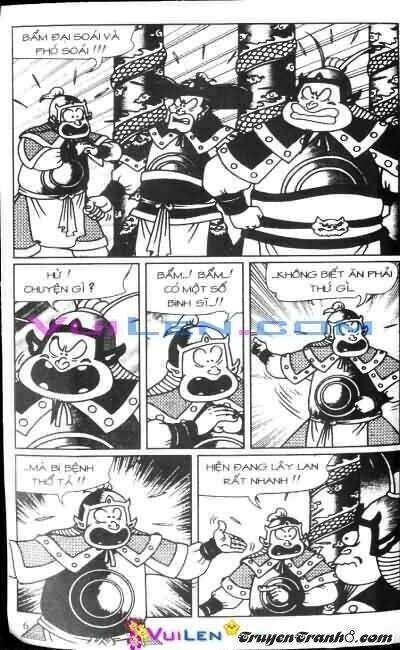 BẨM ĐẠI SOÁI VÀ
PHÓ SOÁI !!!
HỬ !
CHUYỆN GÌ ?
BẨM..! BẨM..!
CÓ MỘT SỐ
BINH SĨ...!!
...KHÔNG BIẾT ĂN PHẢI
THỨ GÌ...
VuiLen.com
...MÀ BỊ BỆNH
THỔ TẢ !!
HIỆN ĐANG LÂY LAN
RẤT NHANH !!
6
VuiLen
TruyenTranh8.com